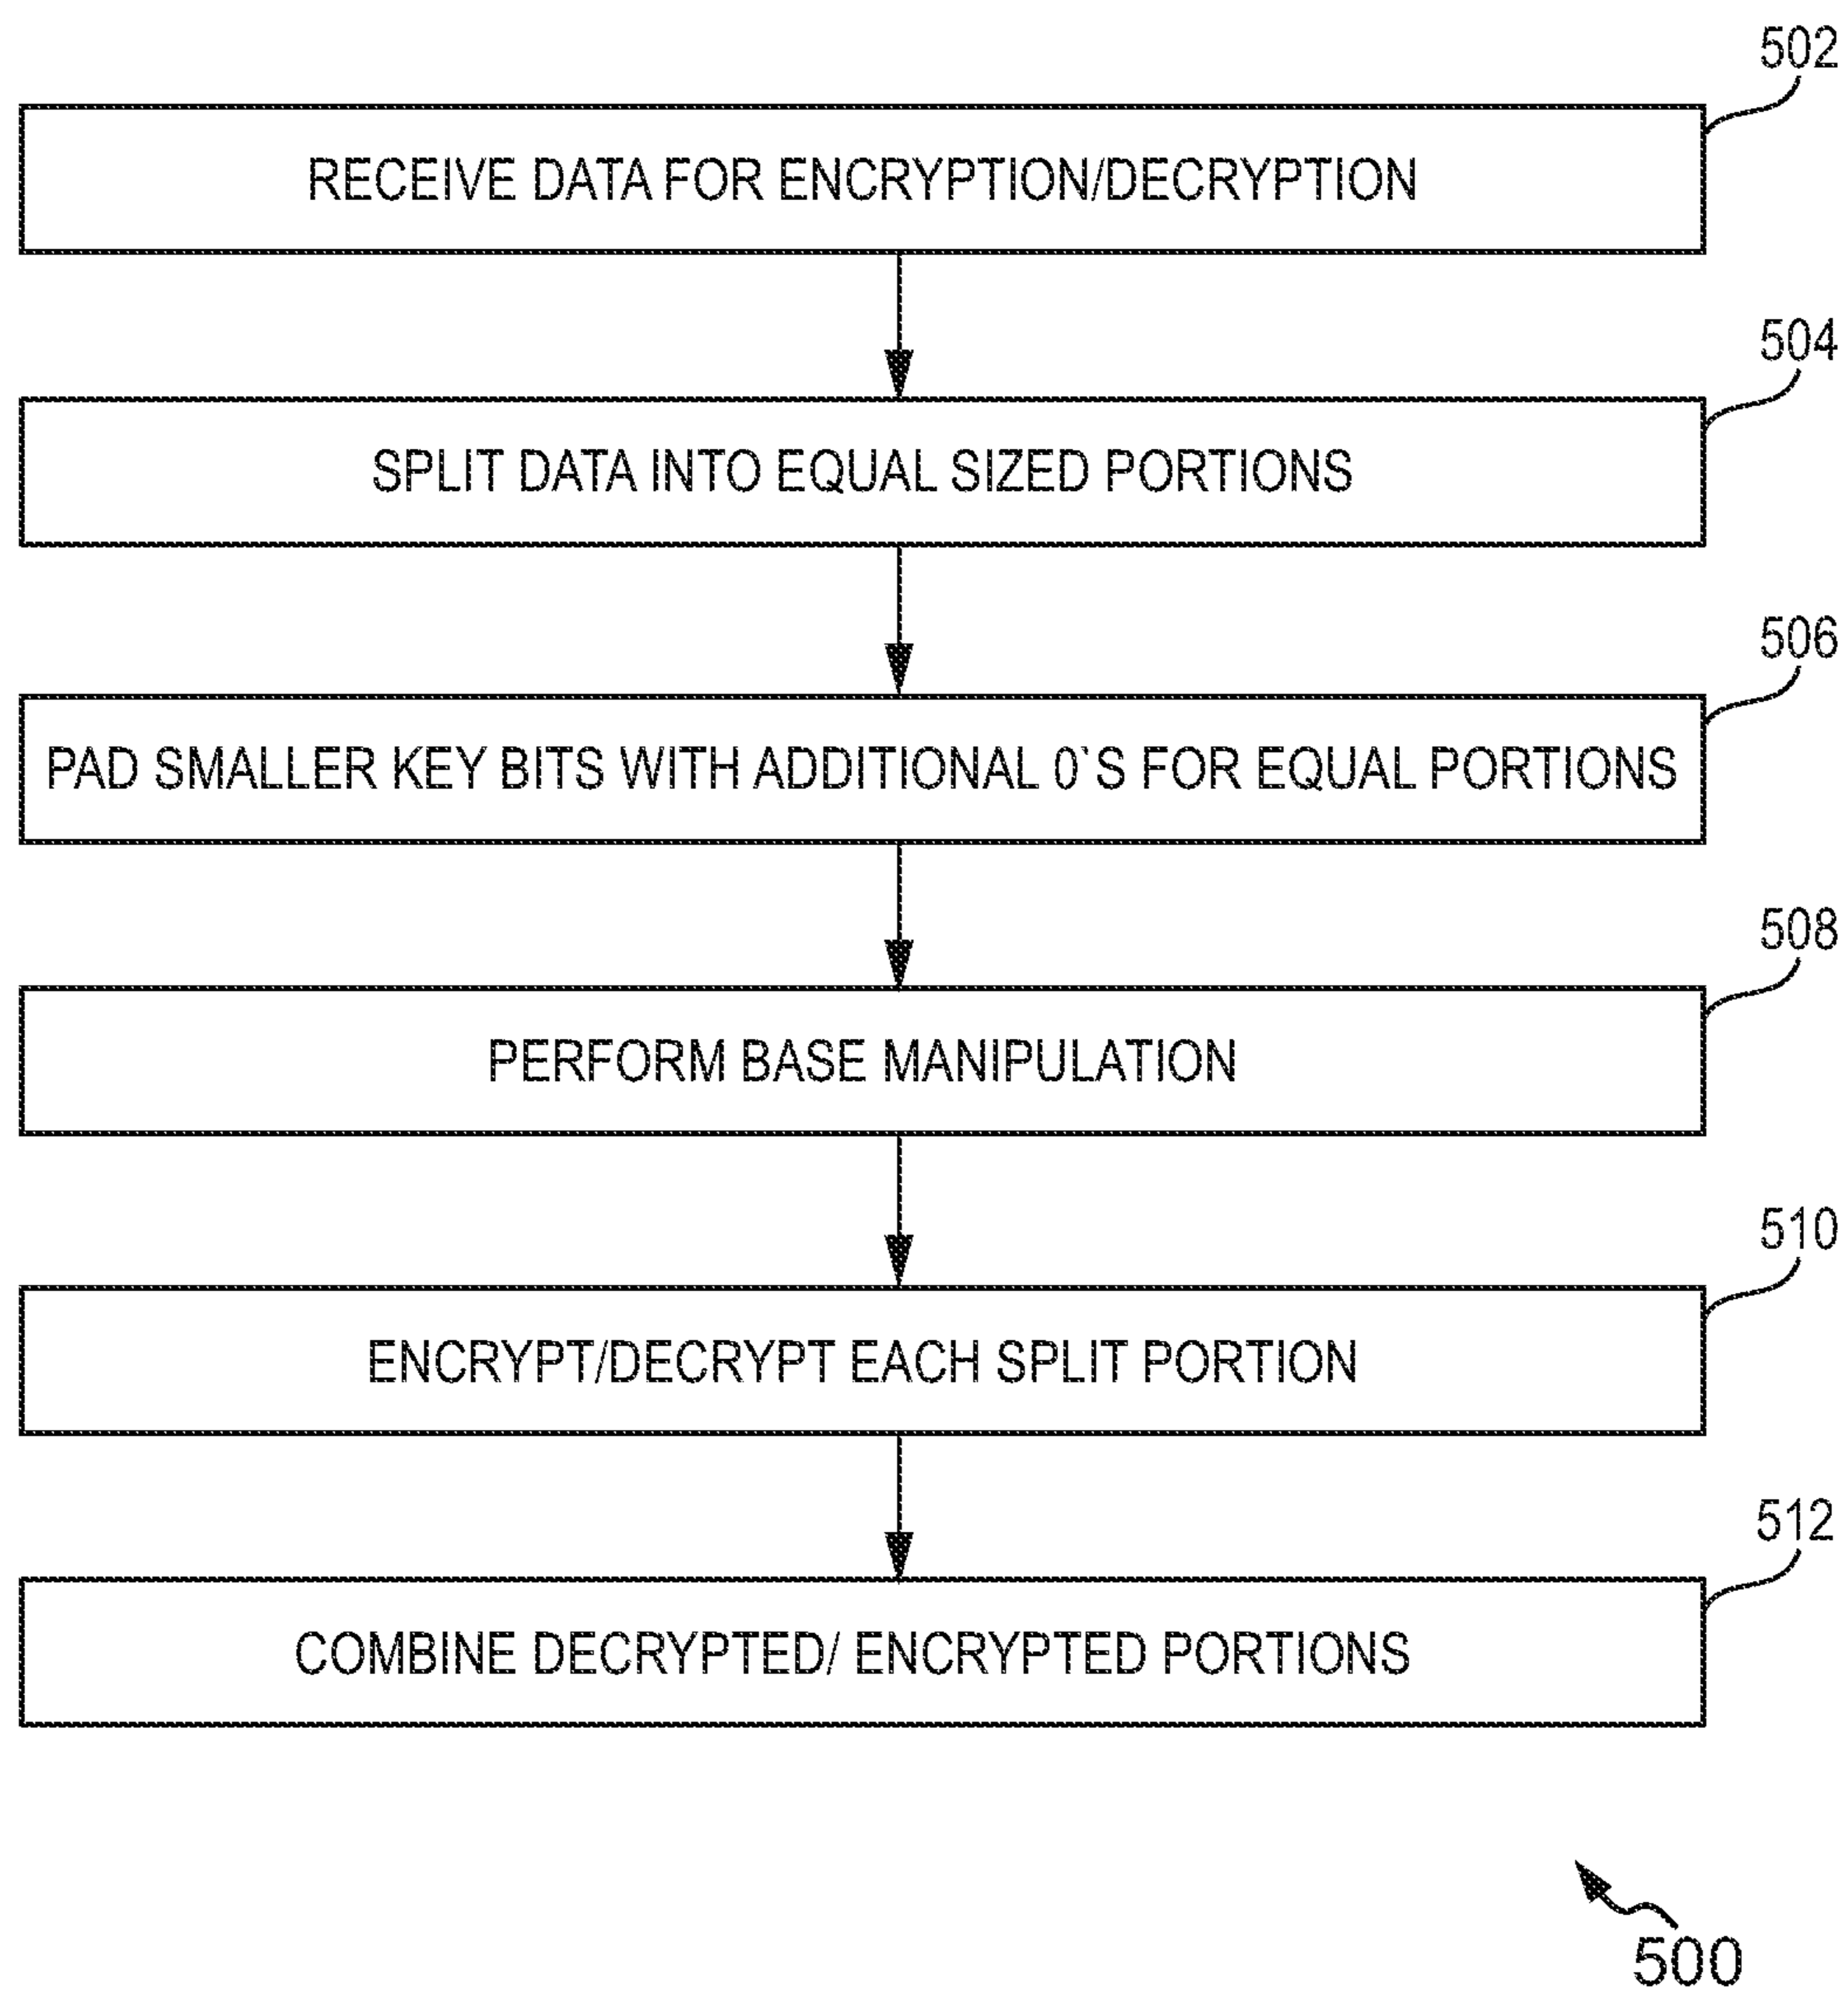 502
RECEIVE DATA FOR ENCRYPTION/DECRYPTION
504
SPLIT DATA INTO EQUAL SIZED PORTIONS
506
PAD SMALLER KEY BITS WITH ADDITIONAL 0`S FOR EQUAL PORTIONS
508
PERFORM BASE MANIPULATION
510
ENCRYPT/DECRYPT EACH SPLIT PORTION
512
COMBINE DECRYPTED/ ENCRYPTED PORTIONS
500